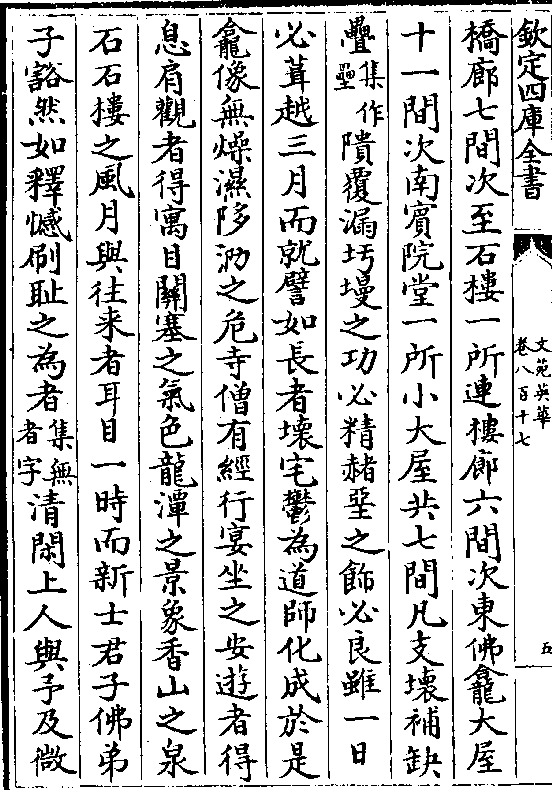 欽定四庫全書
文苑英華
卷八百十七
五
橋廊七間次至石樓一所連樓廊六間次東佛龕大屋
十一間次南賓院堂一所小大屋共七間凡支壞補缺
疊集作壘隤覆漏圬墁之功必精赭堊之飾必良雖一日
必葺越三月而就譬如長者壞宅鬱為道師化成於是
龕像無燥濕陊泐之危寺僧有經行宴坐之安遊者得
息肩觀者得寓目關塞之氣色龍潭之景象香山之泉
石石樓之風月與往来者耳目一時而新士君子佛弟
子豁然如釋憾刷恥之為者集無者字清閑上人與予及微